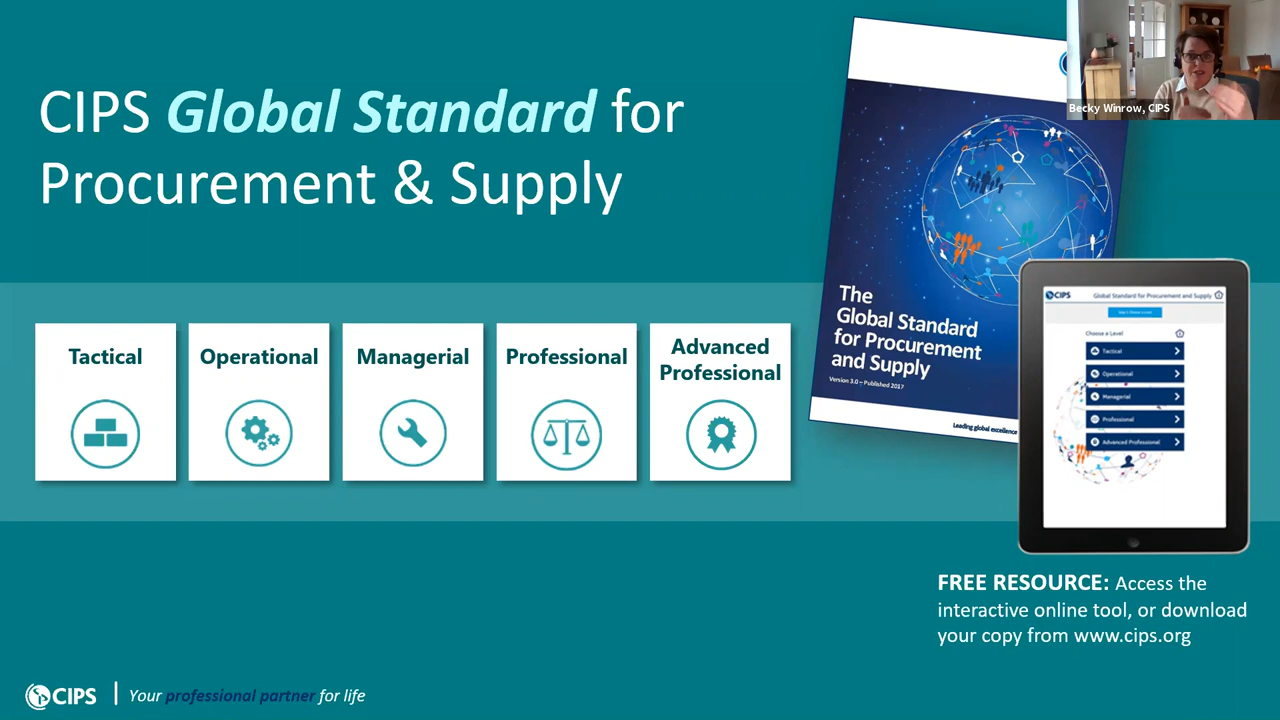 CIPS Global Standard for
Procurement & Supply
Becky Winrow, CIPS
Tactical
Operational
Managerial
Professional
Advanced
Professional
The
Global Standard
for Procurement
and Supply
Version 3.0 – Published 2017
Leading global excellence
CIPS
Global Standard for Procurement and Supply
Choose a Level
Tactical
Operational
Managerial
Professional
Advanced Professional
FREE RESOURCE: Access the
interactive online tool, or download
your copy from www.cips.org
CIPS | Your professional partner for life